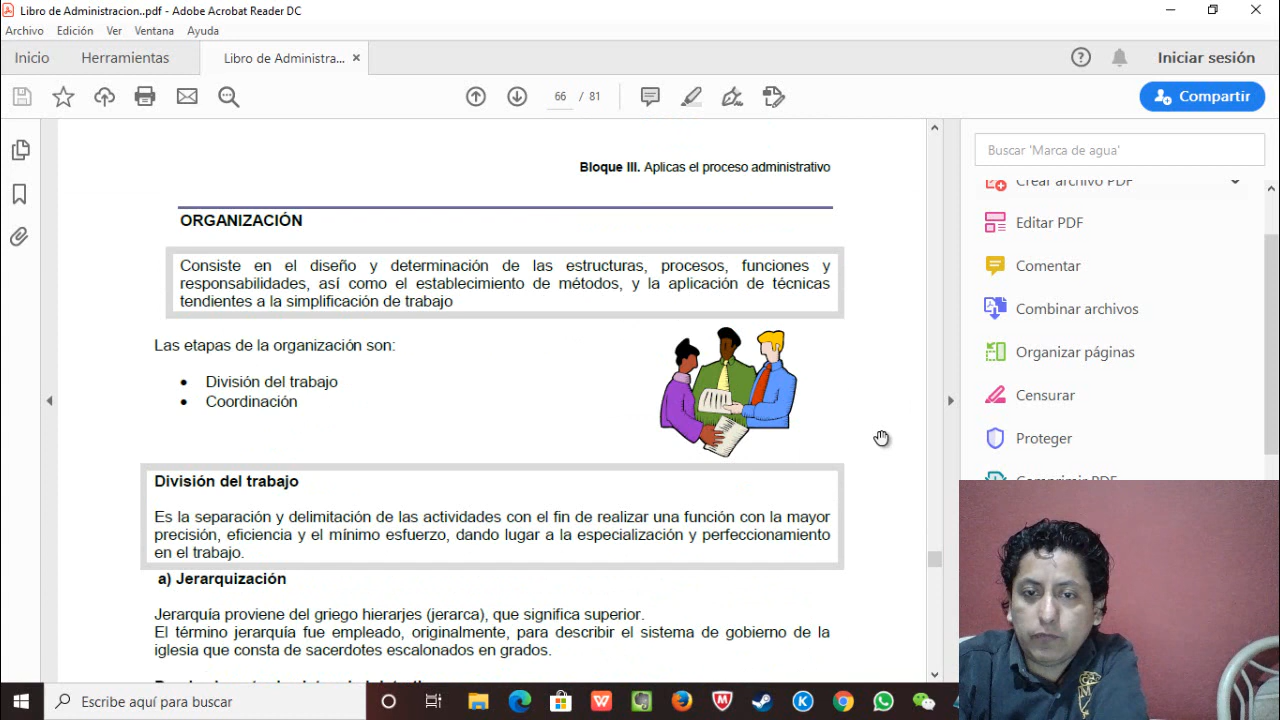 Libro de Administracion..pdf - Adobe Acrobat Reader DC
Archivo Edición Ver Ventana Ayuda
Inicio Herramientas Libro de Administra... Iniciar sesión
66 / 81 Compartir
Buscar 'Marca de agua'
Crear archivo PDF
Editar PDF
Comentar
Combinar archivos
Organizar páginas
Censurar
Proteger
Comprimir PDF
Bloque III. Aplicas el proceso administrativo
ORGANIZACIÓN
Consiste en el diseño y determinación de las estructuras, procesos, funciones y
responsabilidades, así como el establecimiento de métodos, y la aplicación de técnicas
tendientes a la simplificación de trabajo
Las etapas de la organización son:
• División del trabajo
• Coordinación
División del trabajo
Es la separación y delimitación de las actividades con el fin de realizar una función con la mayor
precisión, eficiencia y el mínimo esfuerzo, dando lugar a la especialización y perfeccionamiento
en el trabajo.
a) Jerarquización
Jerarquía proviene del griego hierarjes (jerarca), que significa superior.
El término jerarquía fue empleado, originalmente, para describir el sistema de gobierno de la
iglesia que consta de sacerdotes escalonados en grados.
Escribe aquí para buscar